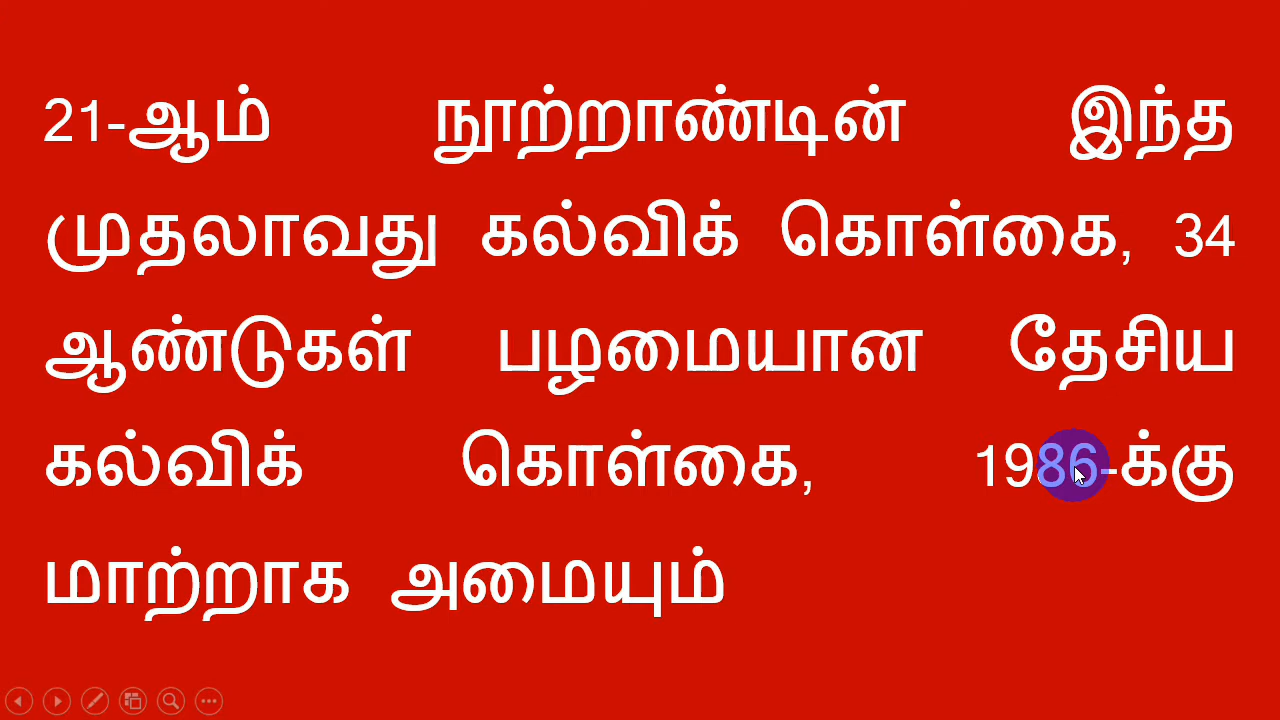 21-ஆம் நூற்றாண்டின் இந்த
முதலாவது கல்விக் கொள்கை, 34
ஆண்டுகள் பழமையான தேசிய
கல்விக் கொள்கை, 1986-க்கு
மாற்றாக அமையும்